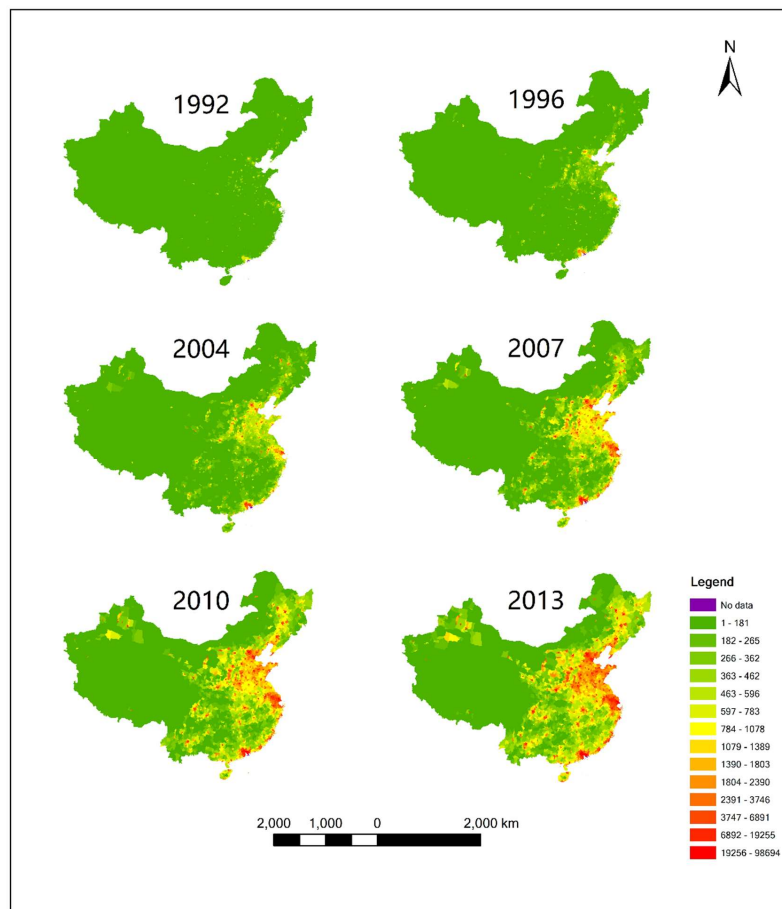 N
1992
1996
2004
2007
2010
2013
Legend
No data
1 - 181
182 - 265
266 - 362
363 - 462
463 - 596
597 - 783
784 - 1078
1079 - 1389
1390 - 1803
1804 - 2390
2391 - 3746
3747 - 6891
6892 - 19255
19256 - 98694
2,000 1,000 0 2,000 km